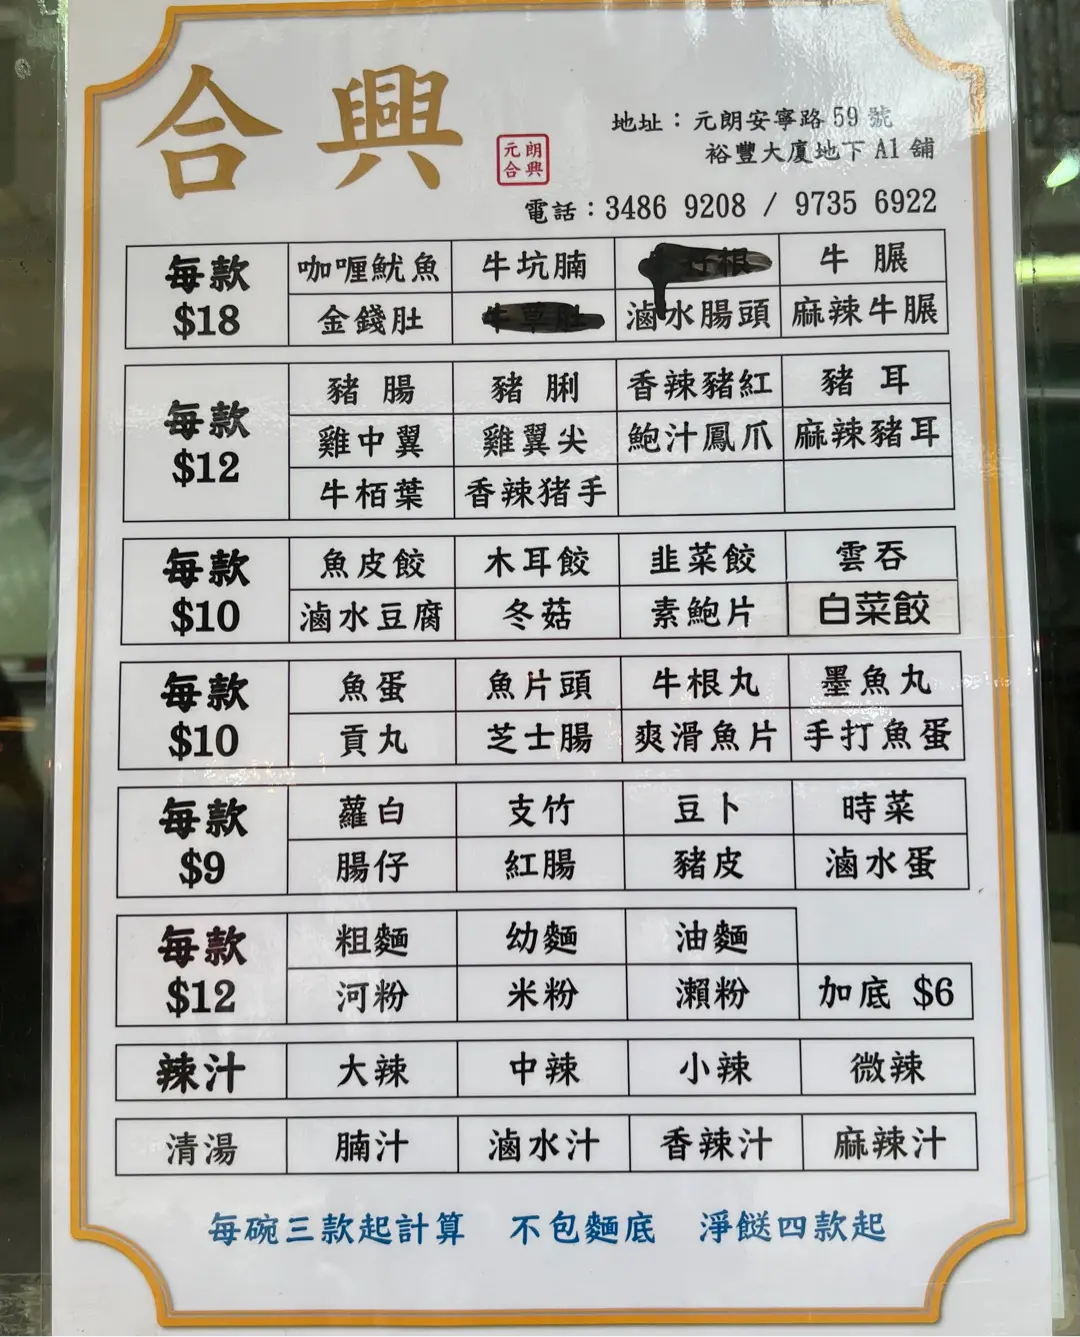 合興
元朗
合興
地址：元朗安寧路 59 號
裕豐大廈地下 A1 舖
電話：3486 9208 / 9735 6922
每款 $18
咖喱魷魚 牛坑腩 牛𦟌
金錢肚 滷水腸頭 麻辣牛𦟌
每款 $12
豬腸 豬脷 香辣豬紅 豬耳
雞中翼 雞翼尖 鮑汁鳳爪 麻辣豬耳
牛栢葉 香辣猪手
每款 $10
魚皮餃 木耳餃 韭菜餃 雲吞
滷水豆腐 冬菇 素鮑片 白菜餃
每款 $10
魚蛋 魚片頭 牛根丸 墨魚丸
貢丸 芝士腸 爽滑魚片 手打魚蛋
每款 $9
蘿白 支竹 豆卜 時菜
腸仔 紅腸 豬皮 滷水蛋
每款 $12
粗麵 幼麵 油麵
河粉 米粉 瀨粉 加底 $6
辣汁 大辣 中辣 小辣 微辣
清湯 腩汁 滷水汁 香辣汁 麻辣汁
每碗三款起計算 不包麵底 淨餸四款起